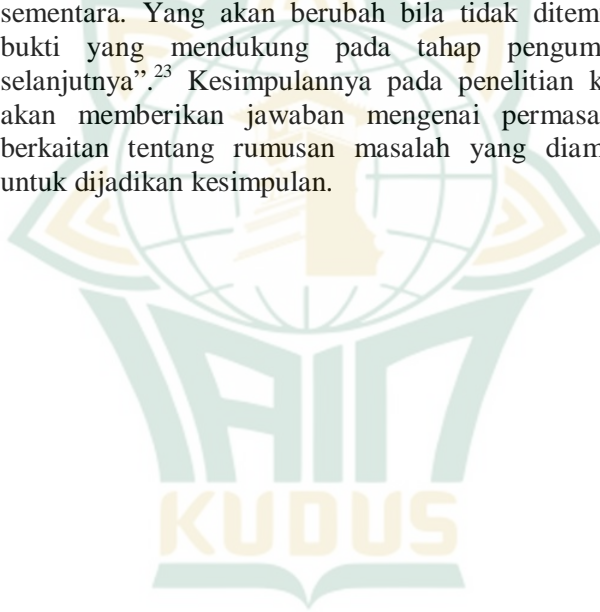 sementara. Yang akan berubah bila tidak ditem
bukti yang mendukung pada tahap pengum
selanjutnya”.23 Kesimpulannya pada penelitian k
akan memberikan jawaban mengenai permasa
berkaitan tentang rumusan masalah yang diam
untuk dijadikan kesimpulan.
IAIN
KUDUS